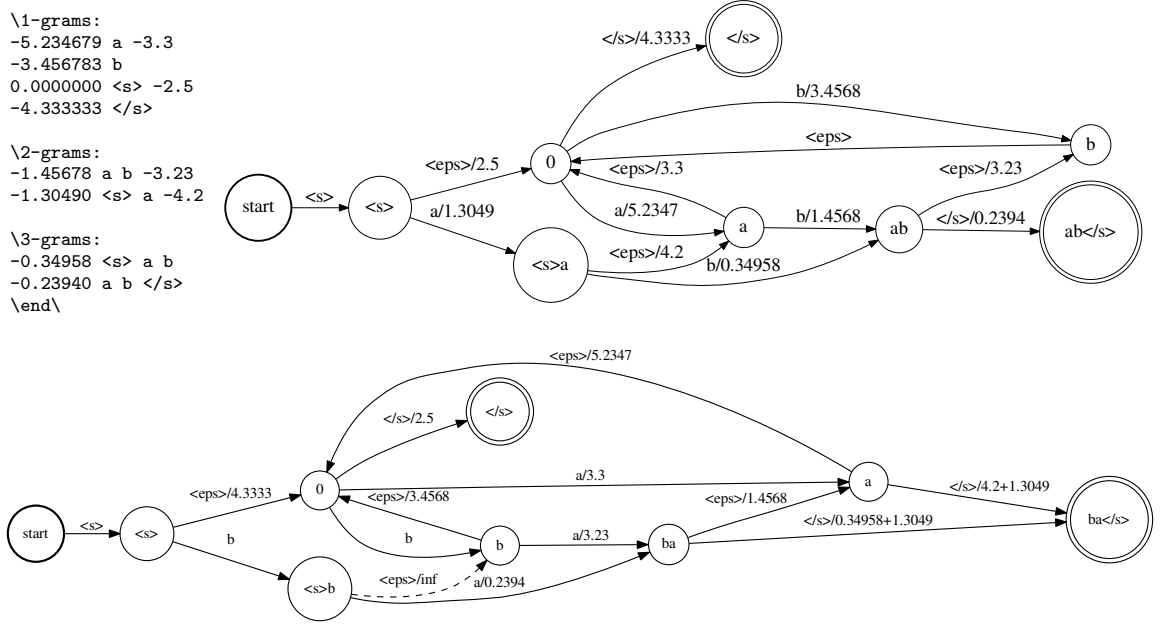 \1-grams:
-5.234679 a -3.3
-3.456783 b
0.0000000 <s> -2.5
-4.333333 </s>
\2-grams:
-1.45678 a b -3.23
-1.30490 <s> a -4.2
\3-grams:
-0.34958 <s> a b
-0.23940 a b </s>
\end\
</s>/4.3333
</s>
b/3.4568
<eps>
b
<eps>/2.5
0
<eps>/3.3
<eps>/3.23
start
<s>
<s>
a/1.3049
a/5.2347
a
b/1.4568
ab
</s>/0.2394
ab</s>
<s>a
<eps>/4.2
b/0.34958
<eps>/5.2347
</s>/2.5
</s>
<eps>/4.3333
0
<eps>/3.4568
a/3.3
<eps>/1.4568
a
</s>/4.2+1.3049
start
<s>
<s>
b
b
b
a/3.23
ba
</s>/0.34958+1.3049
ba</s>
<s>b
<eps>/inf
a/0.2394